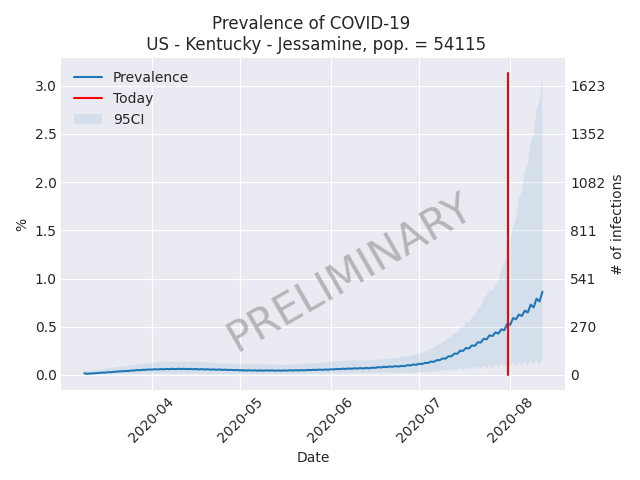 Prevalence of COVID-19
US - Kentucky - Jessamine, pop. = 54115
Prevalence
Today
95CI
3.0
2.5
2.0
1.5
1.0
0.5
0.0
%
1623
1352
1082
811
541
270
0
# of infections
PRELIMINARY
2020-04
2020-05
2020-06
2020-07
2020-08
Date